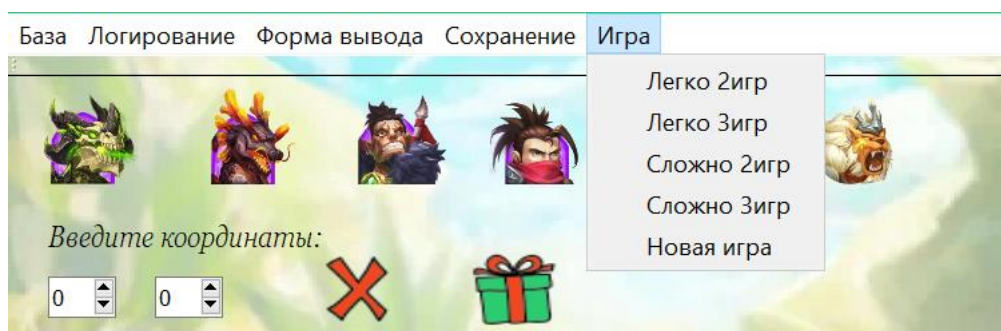 База Логирование Форма вывода Сохранение Игра
Легко 2игр
Легко 3игр
Сложно 2игр
Сложно 3игр
Новая игра
Введите координаты:
0 0